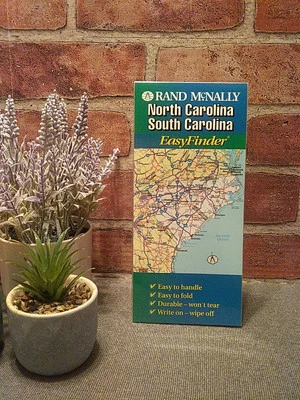 RAND McNALLY
North Carolina
South Carolina
EasyFinder®
✔ Easy to handle
✔ Easy to fold
✔ Durable – won't tear
✔ Write on – wipe off